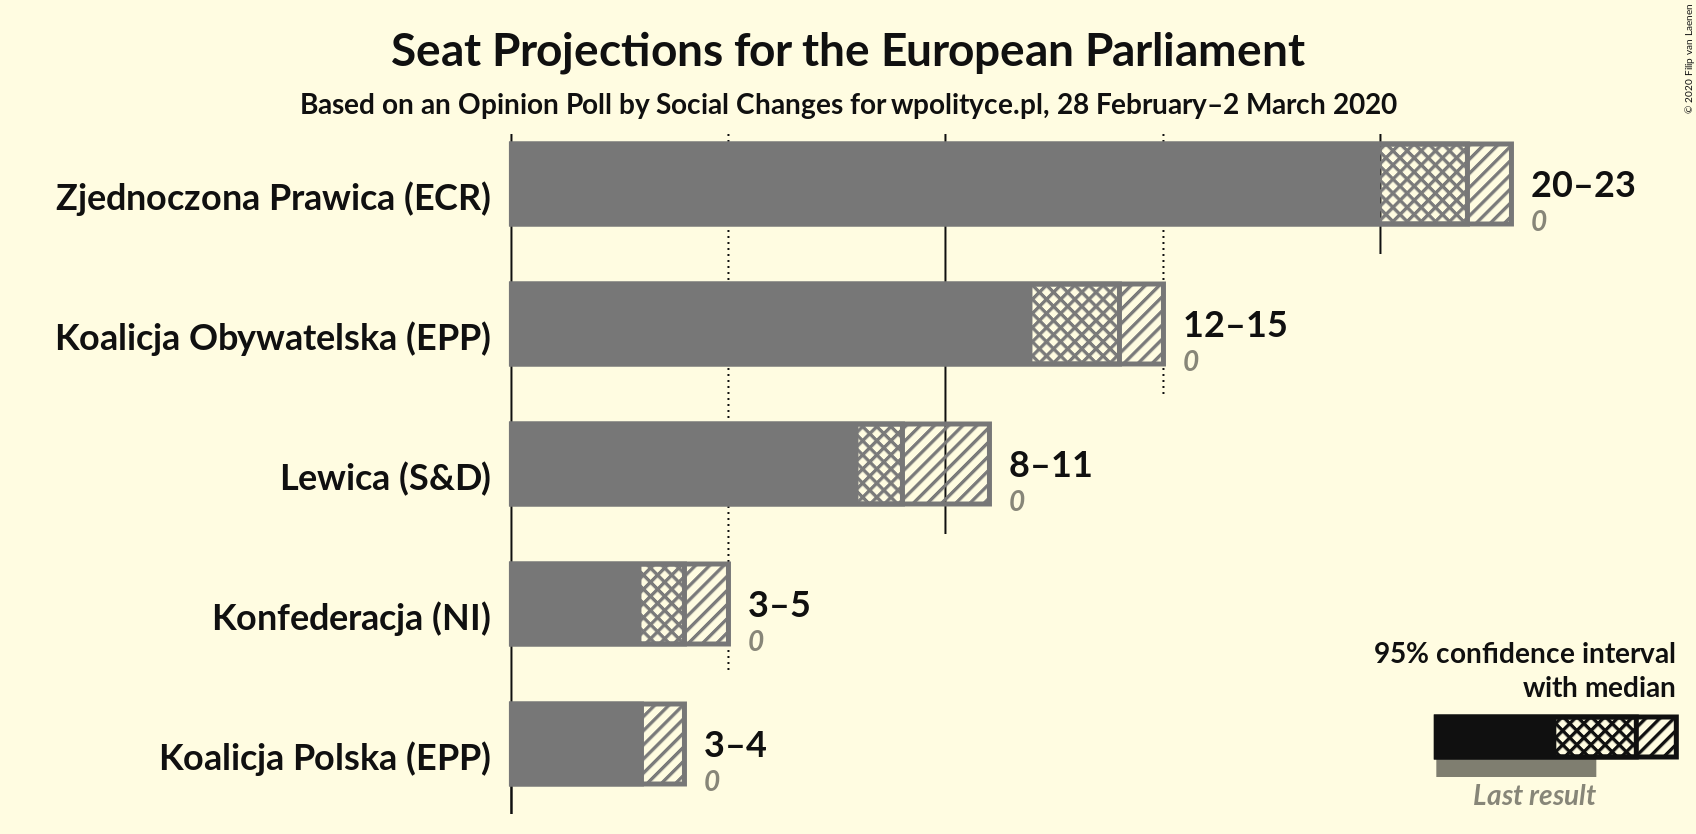 Seat Projections for the European Parliament
Based on an Opinion Poll by Social Changes for wpolityce.pl, 28 February–2 March 2020
© 2020 Filip van Laenen
Zjednoczona Prawica (ECR)
20–23
0
Koalicja Obywatelska (EPP)
12–15
0
Lewica (S&D)
8–11
0
Konfederacja (NI)
3–5
0
Koalicja Polska (EPP)
3–4
0
95% confidence interval
with median
Last result